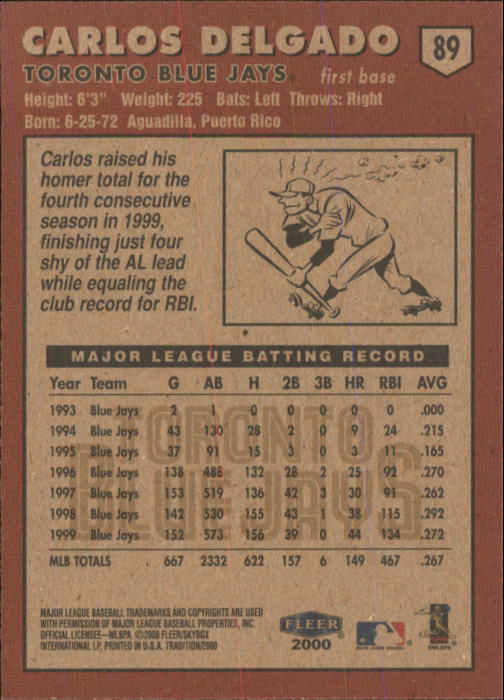 CARLOS DELGADO
89
TORONTO BLUE JAYS. first base
Height: 6'3" Weight: 225 Bats: Left Throws: Right
Born: 6-25-72 Aguadilla, Puerto Rico
Carlos raised his
homer total for the
fourth consecutive
season in 1999,
finishing just four
shy of the AL lead
while equaling the
club record for RBI.
MAJOR LEAGUE BATTING RECORD
Year Team G AB H 2B 3B HR RBI AVG
1993 Blue Jays 2 1 0 0 0 0 0 .000
1994 Blue Jays 43 130 28 2 0 9 24 .215
1995 Blue Jays 37 91 15 3 0 3 11 .165
1996 Blue Jays 138 488 132 28 2 25 92 .270
1997 Blue Jays 153 519 136 42 3 30 91 .262
1998 Blue Jays 142 530 155 43 1 38 115 .292
1999 Blue Jays 152 573 156 39 0 44 134 .272
MLB TOTALS 667 2332 622 157 6 149 467 .267
TORONTO
BLUE JAYS
MAJOR LEAGUE BASEBALL TRADEMARKS AND COPYRIGHTS ARE USED
WITH PERMISSION OF MAJOR LEAGUE BASEBALL PROPERTIES, INC.
OFFICIAL LICENSEE—MLBPA ©2000 FLEER/SKYBOX
INTERNATIONAL LP, PRINTED IN U.S.A. TRADITION/2000
FLEER
2000
MAJOR LEAGUE BASEBALL
©MLBPA